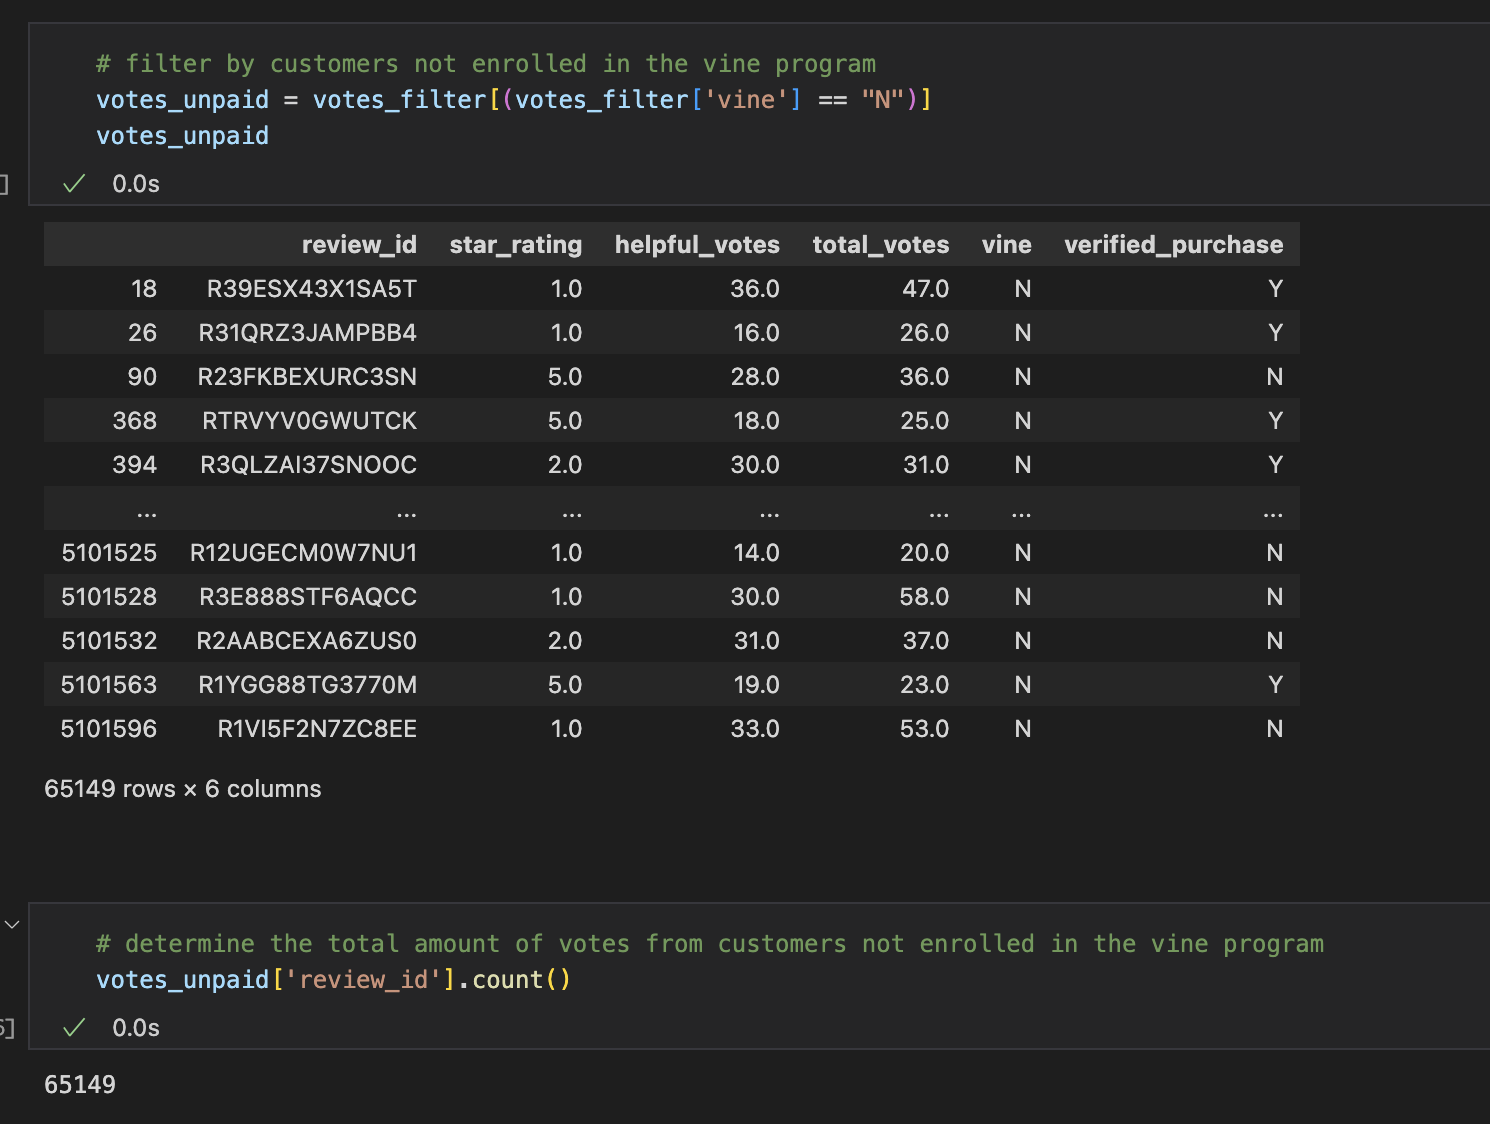 # filter by customers not enrolled in the vine program
votes_unpaid = votes_filter[(votes_filter['vine'] == "N")]
votes_unpaid
]
✓ 0.0s
review_id star_rating helpful_votes total_votes vine verified_purchase
18 R39ESX43X1SA5T 1.0 36.0 47.0 N Y
26 R31QRZ3JAMPBB4 1.0 16.0 26.0 N Y
90 R23FKBEXURC3SN 5.0 28.0 36.0 N N
368 RTRVYV0GWUTCK 5.0 18.0 25.0 N Y
394 R3QLZAI37SNOOC 2.0 30.0 31.0 N Y
... ... ... ... ... ... ...
5101525 R12UGECM0W7NU1 1.0 14.0 20.0 N N
5101528 R3E888STF6AQCC 1.0 30.0 58.0 N N
5101532 R2AABCEXA6ZUS0 2.0 31.0 37.0 N N
5101563 R1YGG88TG3770M 5.0 19.0 23.0 N Y
5101596 R1VI5F2N7ZC8EE 1.0 33.0 53.0 N N
65149 rows × 6 columns
# determine the total amount of votes from customers not enrolled in the vine program
votes_unpaid['review_id'].count()
]
✓ 0.0s
65149